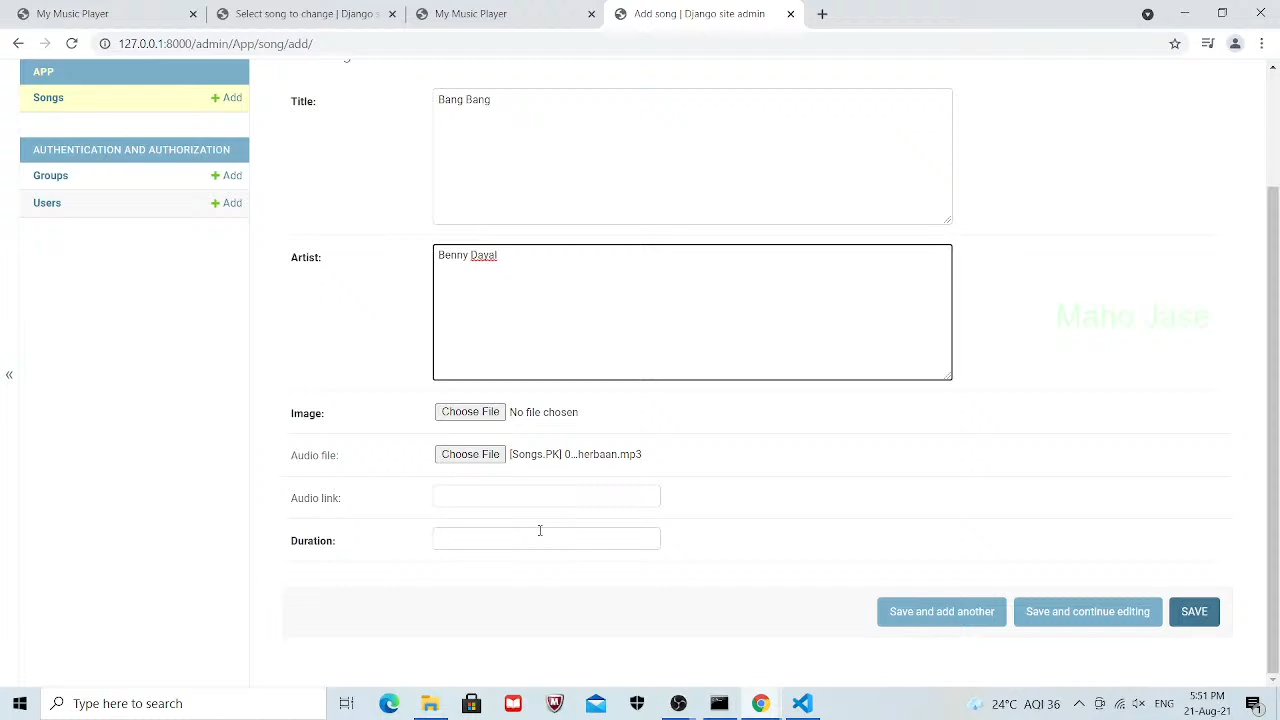 My Music Player
Select song to change | Django s
My Music Player
Add song | Django site admin
127.0.0.1:8000/admin/App/song/add/
APP
Songs
Add
AUTHENTICATION AND AUTHORIZATION
Groups
Add
Users
Add
Title:
Bang Bang
Artist:
Benny Dayal
Maho Jase
Image:
Choose File No file chosen
Audio file:
Choose File [Songs.PK] 0...herbaan.mp3
Audio link:
Duration:
Save and add another
Save and continue editing
SAVE
Type here to search
24°C AQI 36
ENG
5:51 PM
21-Aug-21